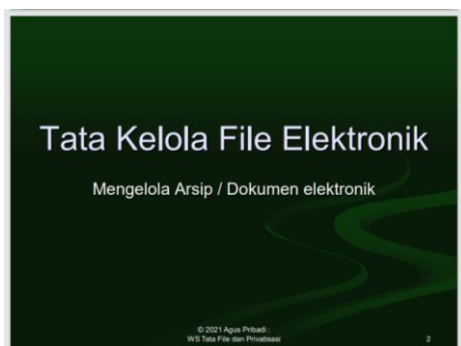 Tata Kelola File Elektronik
Mengelola Arsip / Dokumen elektronik
© 2021 Agus Pribadi :
WS Tata File dan Privatisasi
2